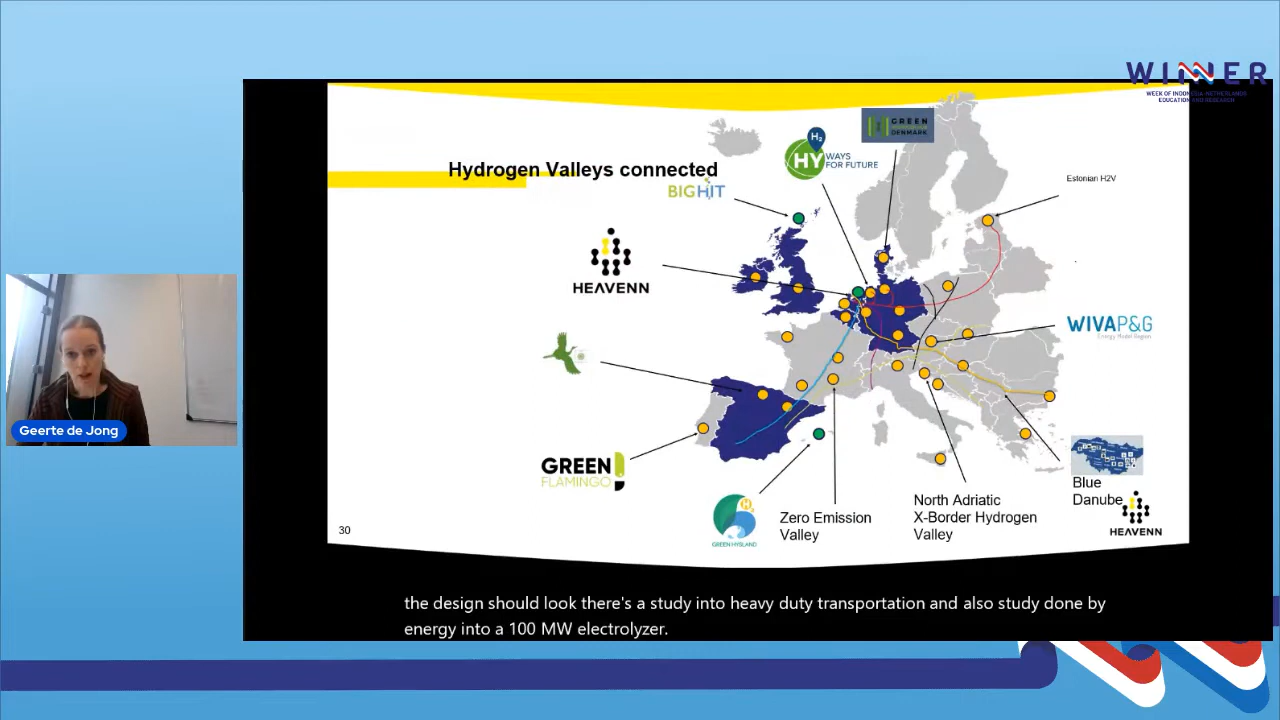 WINNER
WEEK OF INDONESIA-NETHERLANDS
EDUCATION AND RESEARCH
Hydrogen Valleys connected
BIGHIT
H₂
HY WAYS
FOR FUTURE
GREEN
DENMARK
Estonian H2V
HEAVENN
WIVAP&G
Energy Model Region
Geerte de Jong
GREEN
FLAMINGO
H₂
GREEN HYSLAND
Zero Emission
Valley
North Adriatic
X-Border Hydrogen
Valley
Blue
Danube
HEAVENN
30
the design should look there's a study into heavy duty transportation and also study done by
energy into a 100 MW electrolyzer.